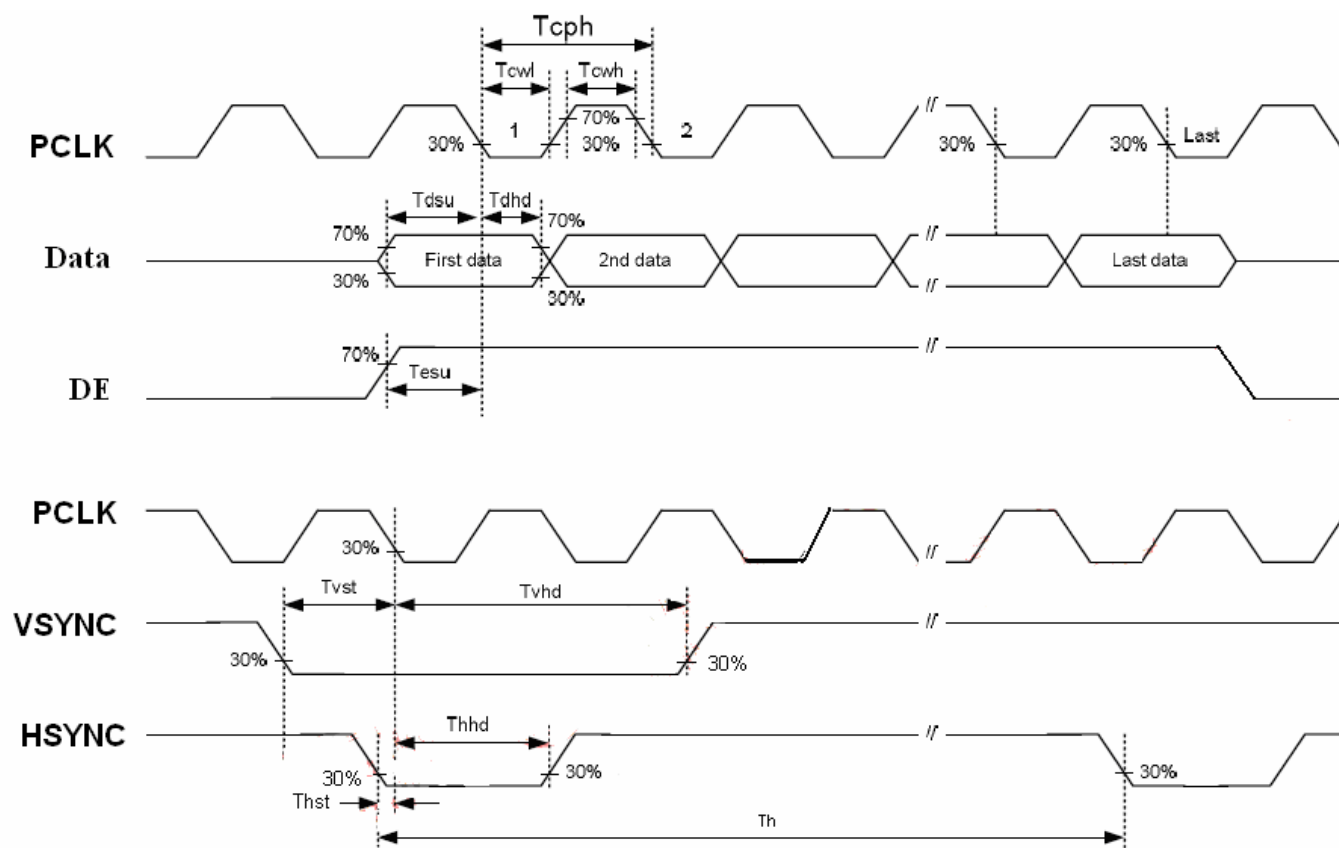 Tcph
Tcwl Tcwh
PCLK 30% 1 70% 30% 2 30% 30% Last
Tdsu Tdhd
70% 70%
Data First data 2nd data Last data
30% 30%
70%
DE Tesu
PCLK 30%
Tvst Tvhd
VSYNC
30% 30%
HSYNC Thhd
30% 30% 30%
Thst
Th